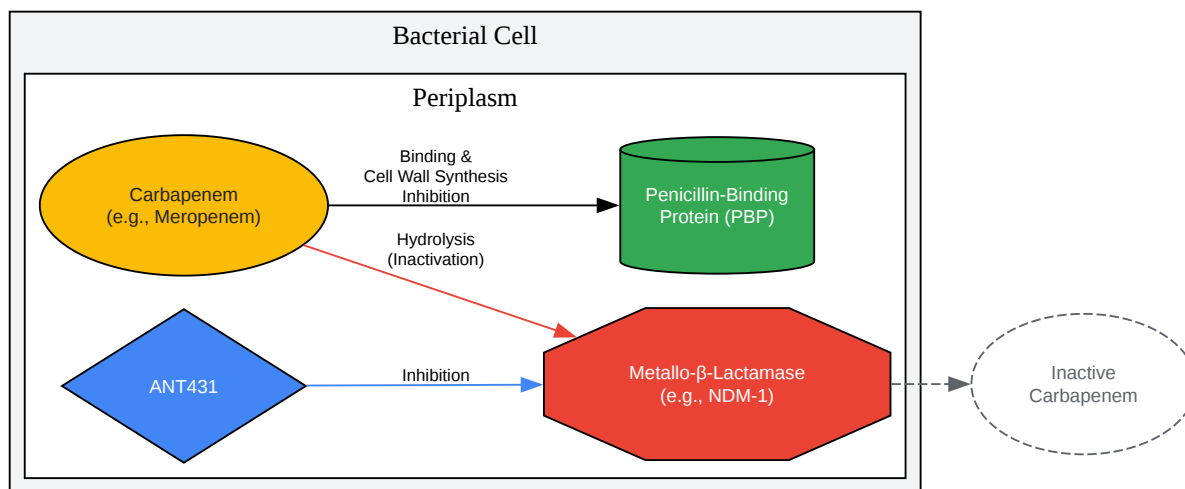 Bacterial Cell
Periplasm
Carbapenem
(e.g., Meropenem)
Binding &
Cell Wall Synthesis
Inhibition
Penicillin-Binding
Protein (PBP)
Hydrolysis
(Inactivation)
ANT431
Inhibition
Metallo-β-Lactamase
(e.g., NDM-1)
Inactive
Carbapenem